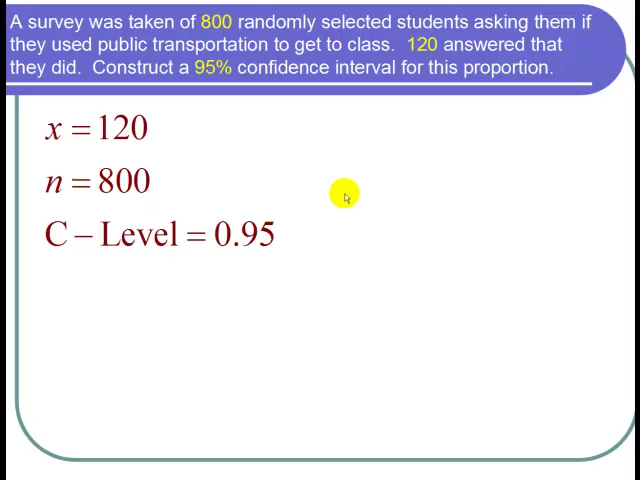 A survey was taken of 800 randomly selected students asking them if
they used public transportation to get to class.  120 answered that
they did.  Construct a 95% confidence interval for this proportion.
x = 120
n = 800
C − Level = 0.95